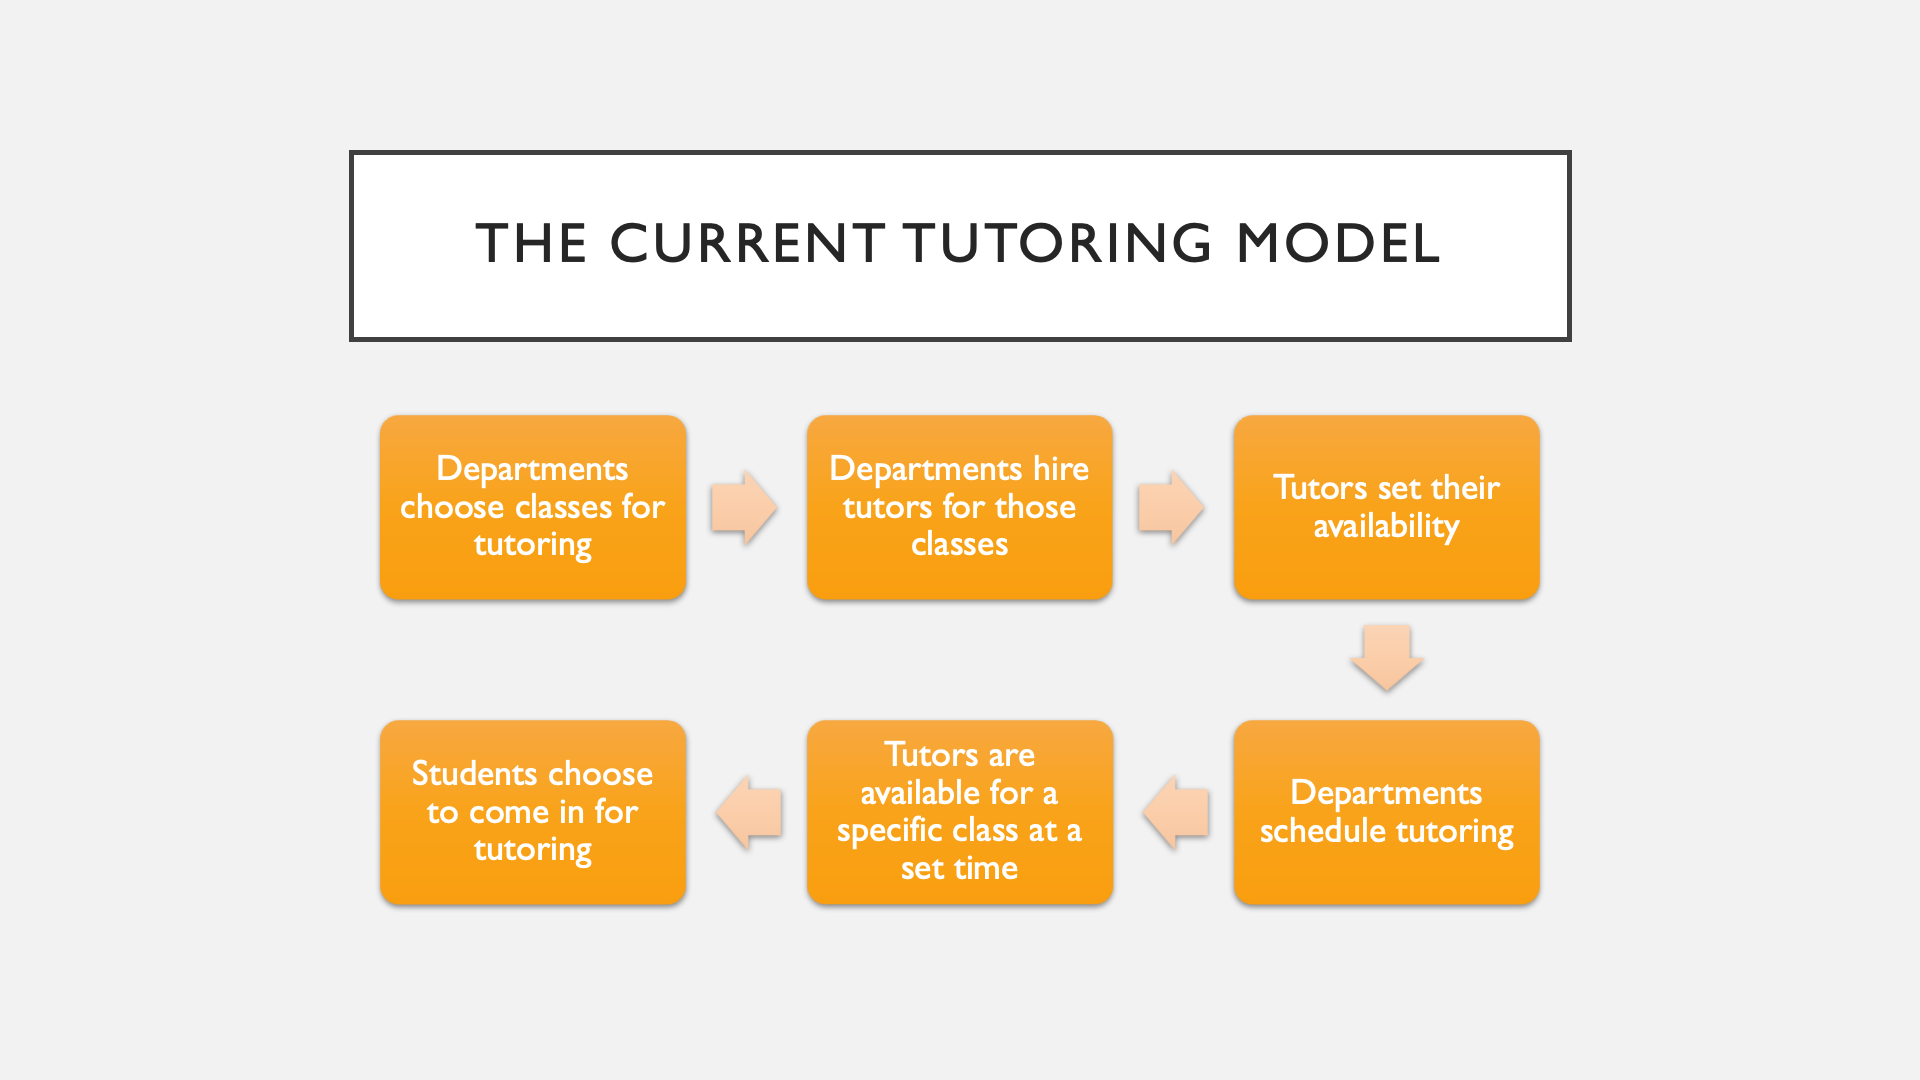 THE CURRENT TUTORING MODEL
Departments
choose classes for
tutoring
Departments hire
tutors for those
classes
Tutors set their
availability
Departments
schedule tutoring
Tutors are
available for a
specific class at a
set time
Students choose
to come in for
tutoring